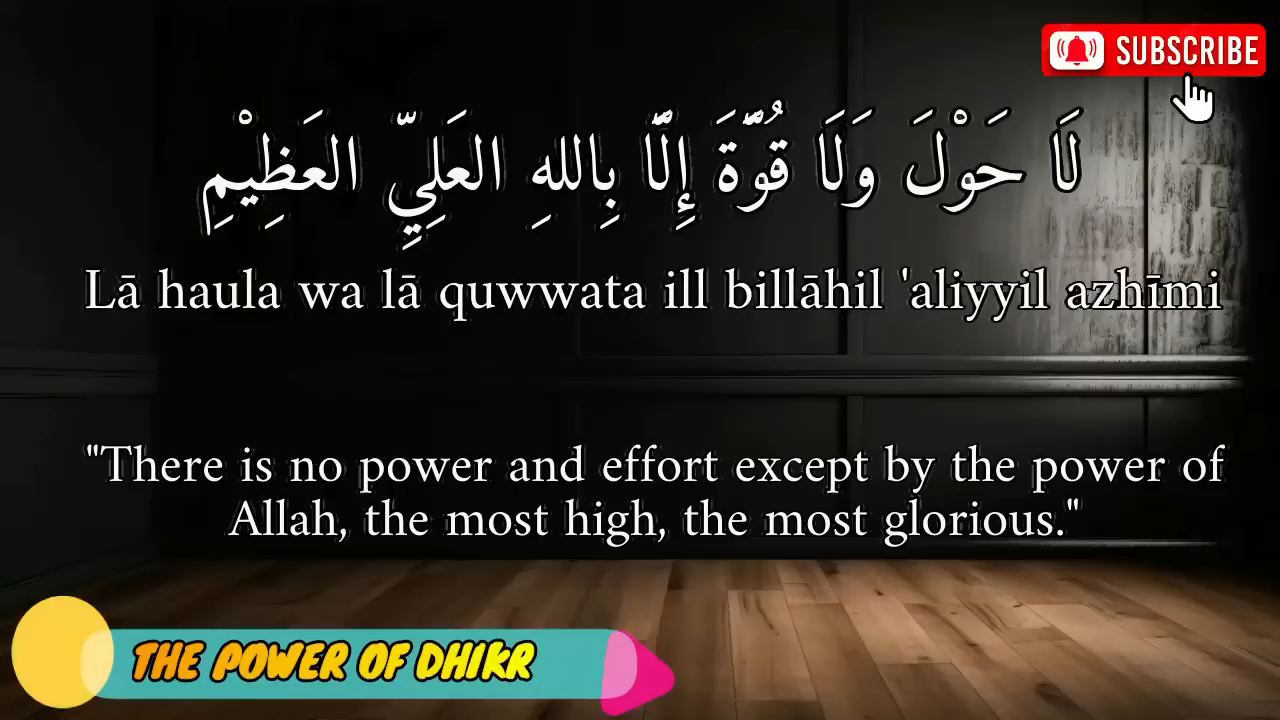 SUBSCRIBE
لَا حَوْلَ وَلَا قُوَّةَ إِلَّا بِاللهِ العَلِيِّ العَظِيْمِ
Lā haula wa lā quwwata ill billāhil 'aliyyil azhīmi
"There is no power and effort except by the power of
Allah, the most high, the most glorious."
THE POWER OF DHIKR